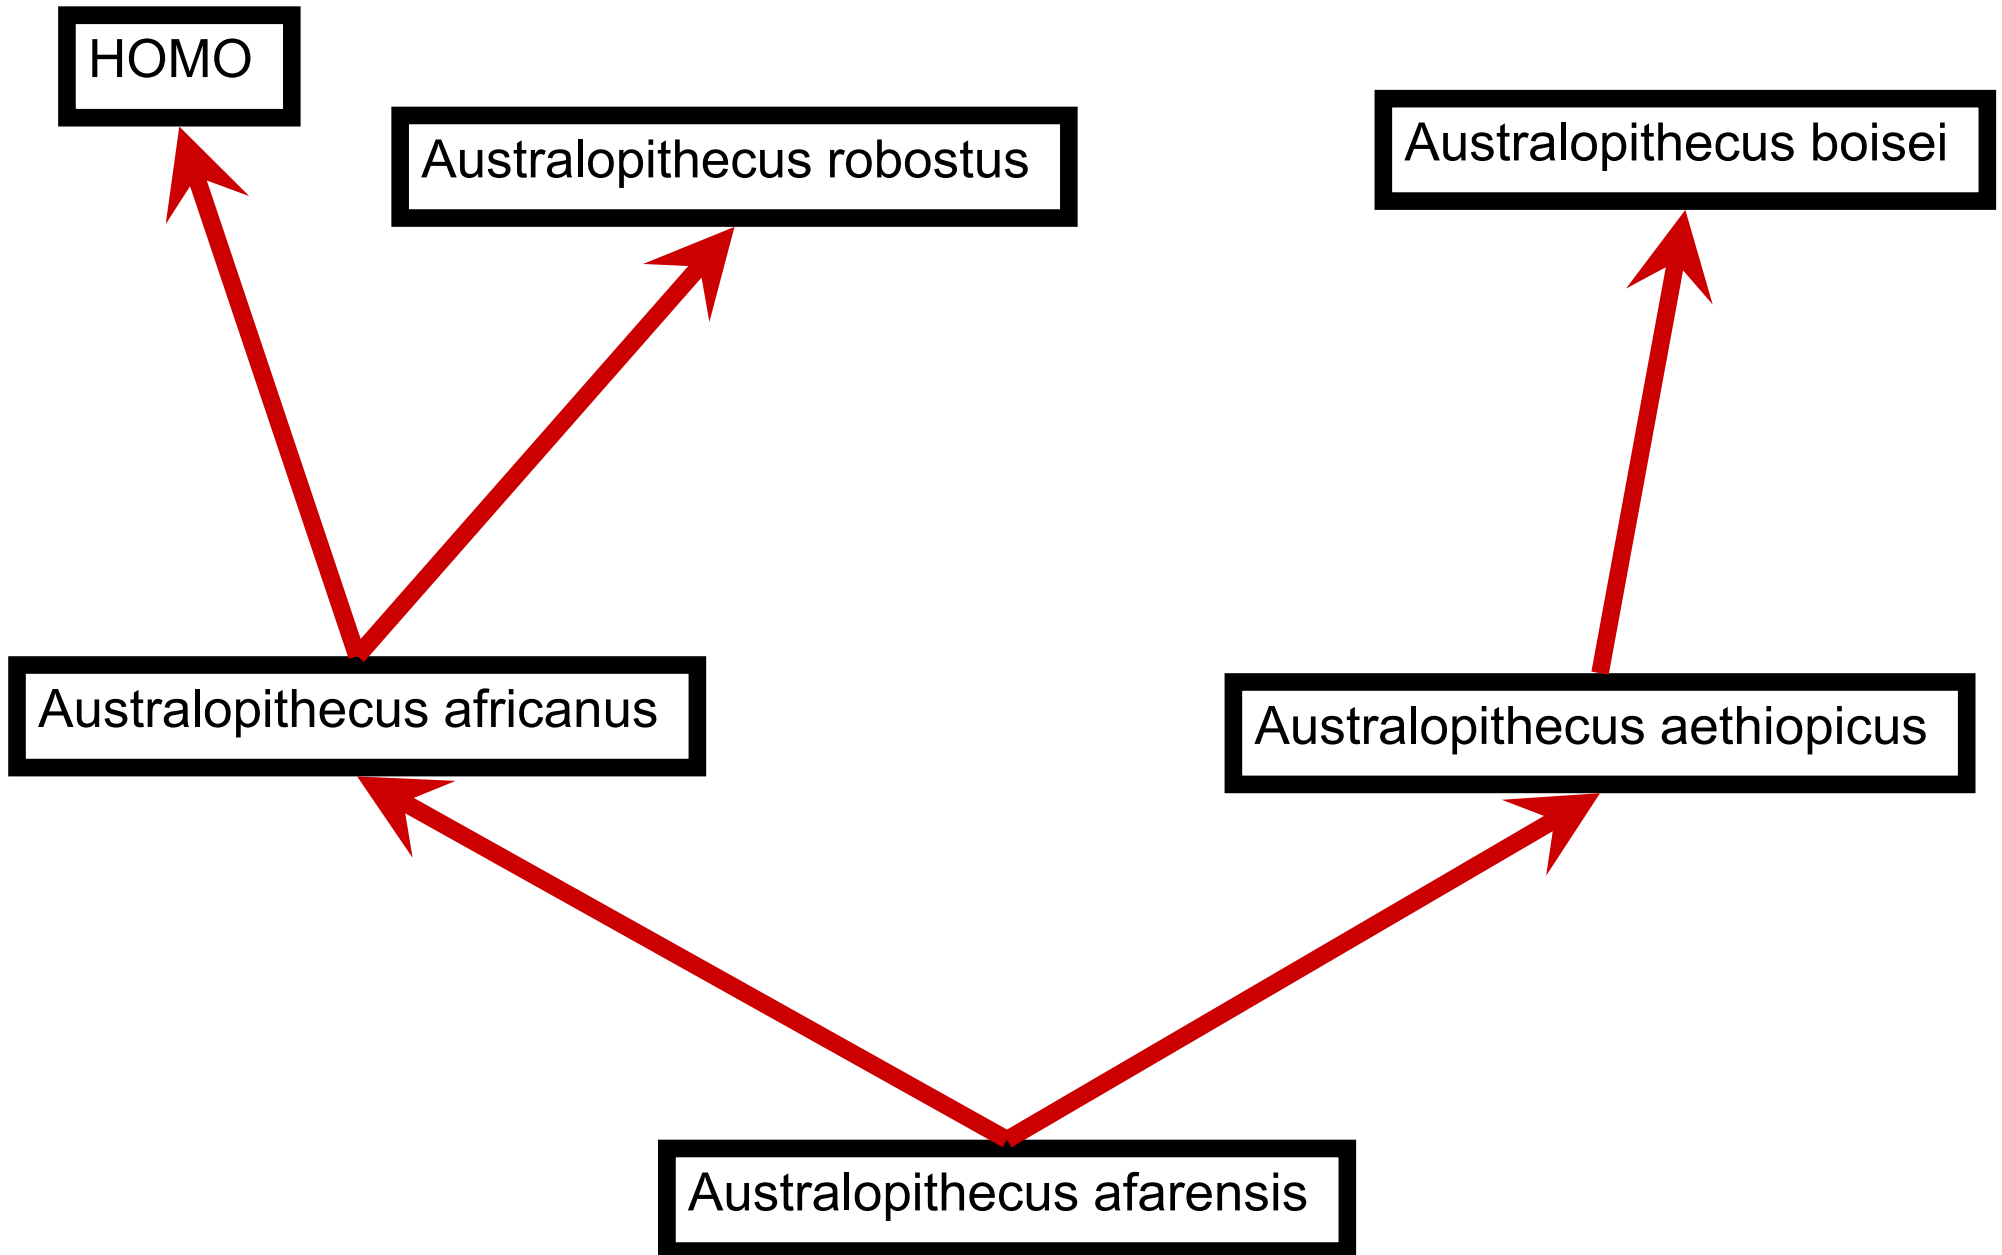 HOMO
Australopithecus robostus
Australopithecus boisei
Australopithecus africanus
Australopithecus aethiopicus
Australopithecus afarensis